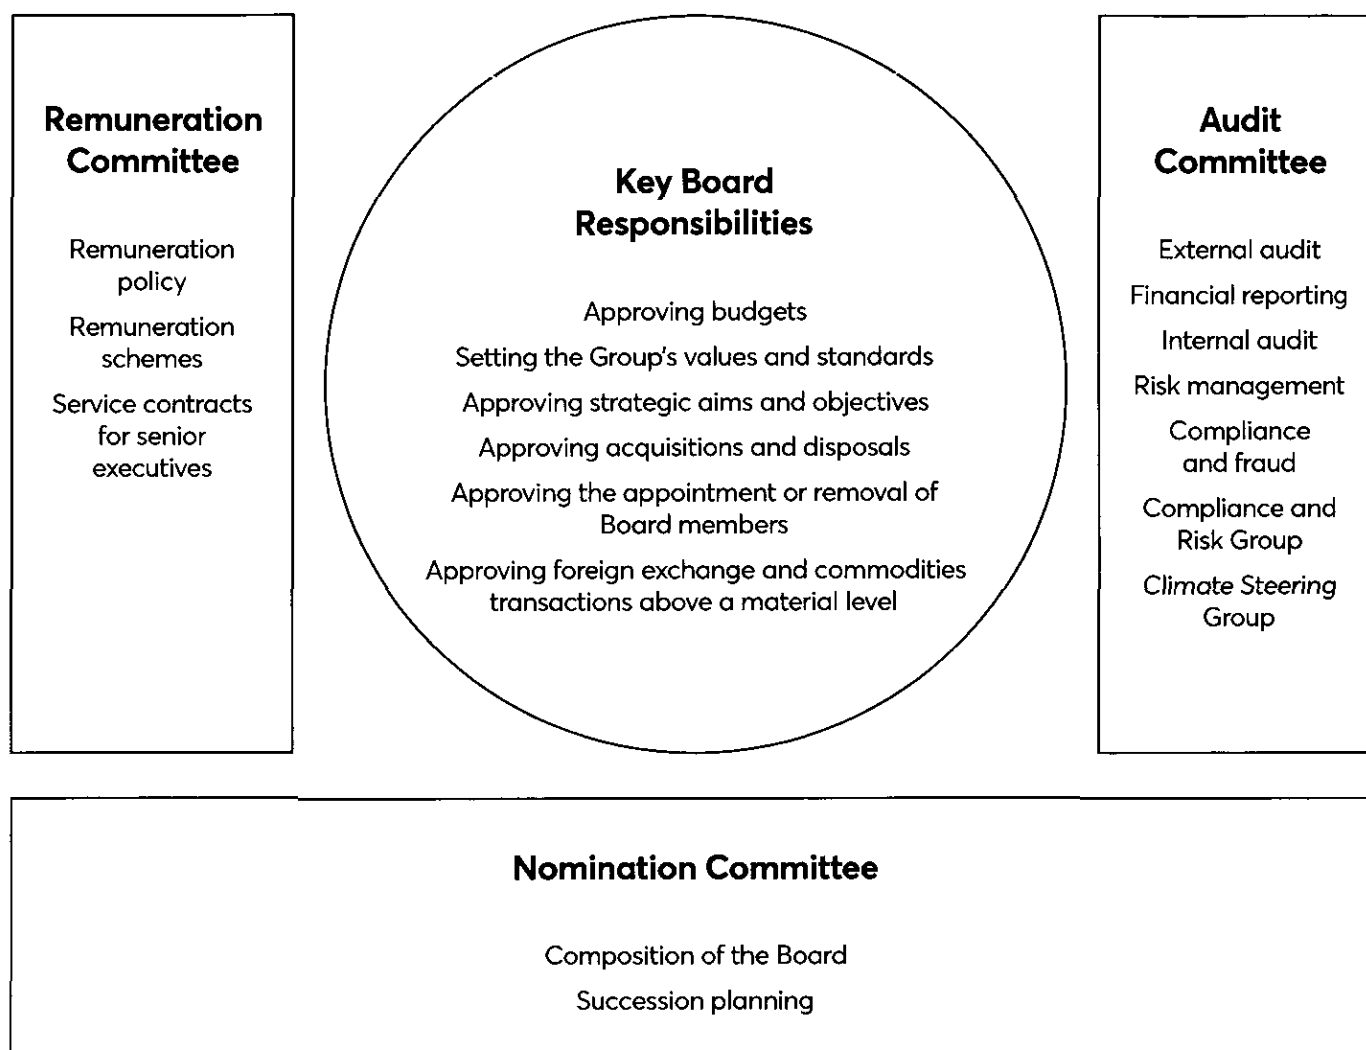 Remuneration
Committee
Remuneration
policy
Remuneration
schemes
Service contracts
for senior
executives
Key Board
Responsibilities
Approving budgets
Setting the Group's values and standards
Approving strategic aims and objectives
Approving acquisitions and disposals
Approving the appointment or removal of
Board members
Approving foreign exchange and commodities
transactions above a material level
Audit
Committee
External audit
Financial reporting
Internal audit
Risk management
Compliance
and fraud
Compliance and
Risk Group
Climate Steering
Group
Nomination Committee
Composition of the Board
Succession planning